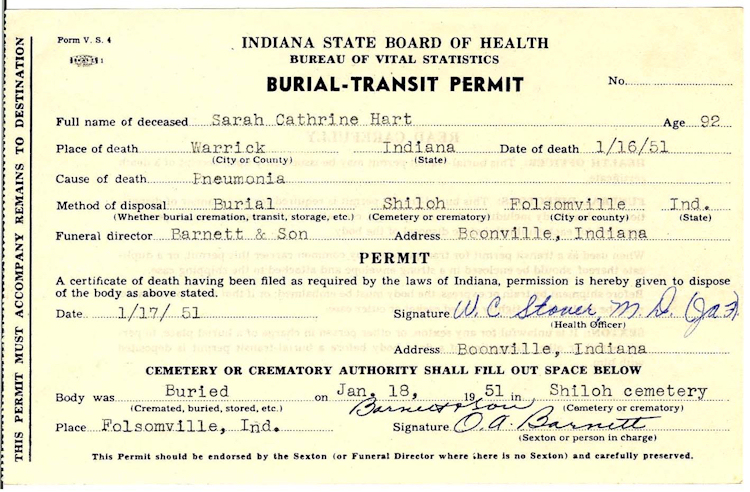 Form V. S. 4
INDIANA STATE BOARD OF HEALTH
BUREAU OF VITAL STATISTICS
BURIAL-TRANSIT PERMIT
No.
Full name of deceased Sarah Cathrine Hart Age 92
Place of death Warrick Indiana Date of death 1/16/51
(City or County) (State)
Cause of death Pneumonia
Method of disposal Burial Shiloh Folsomville Ind.
(Whether burial cremation, transit, storage, etc.) (Cemetery or crematory) (City or county) (State)
Funeral director Barnett & Son Address Boonville, Indiana
PERMIT
A certificate of death having been filed as required by the laws of Indiana, permission is hereby given to dispose
of the body as above stated.
Date 1/17/ 51 Signature W. C. Stover, M. D.
(Health Officer)
Address Boonville, Indiana
CEMETERY OR CREMATORY AUTHORITY SHALL FILL OUT SPACE BELOW
Body was Buried on Jan. 18, 19 51 in Shiloh cemetery
(Cremated, buried, stored, etc.) Barnett & Son (Cemetery or crematory)
Place Folsomville, Ind. Signature O. A. Barnett
(Sexton or person in charge)
This Permit should be endorsed by the Sexton (or Funeral Director where there is no Sexton) and carefully preserved.
THIS PERMIT MUST ACCOMPANY REMAINS TO DESTINATION